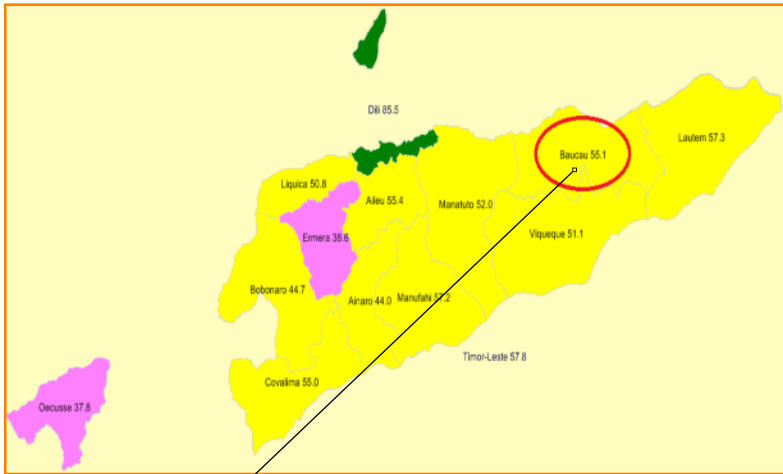 Dili 85.5
Lautem 57.3
Baucau 55.1
Liquica 50.8
Aileu 55.4
Manatuto 52.0
Viqueque 51.1
Ermera 38.6
Bobonaro 44.7
Ainaro 44.0
Manufahi 57.2
Timor-Leste 57.8
Covalima 55.0
Oecusse 37.8